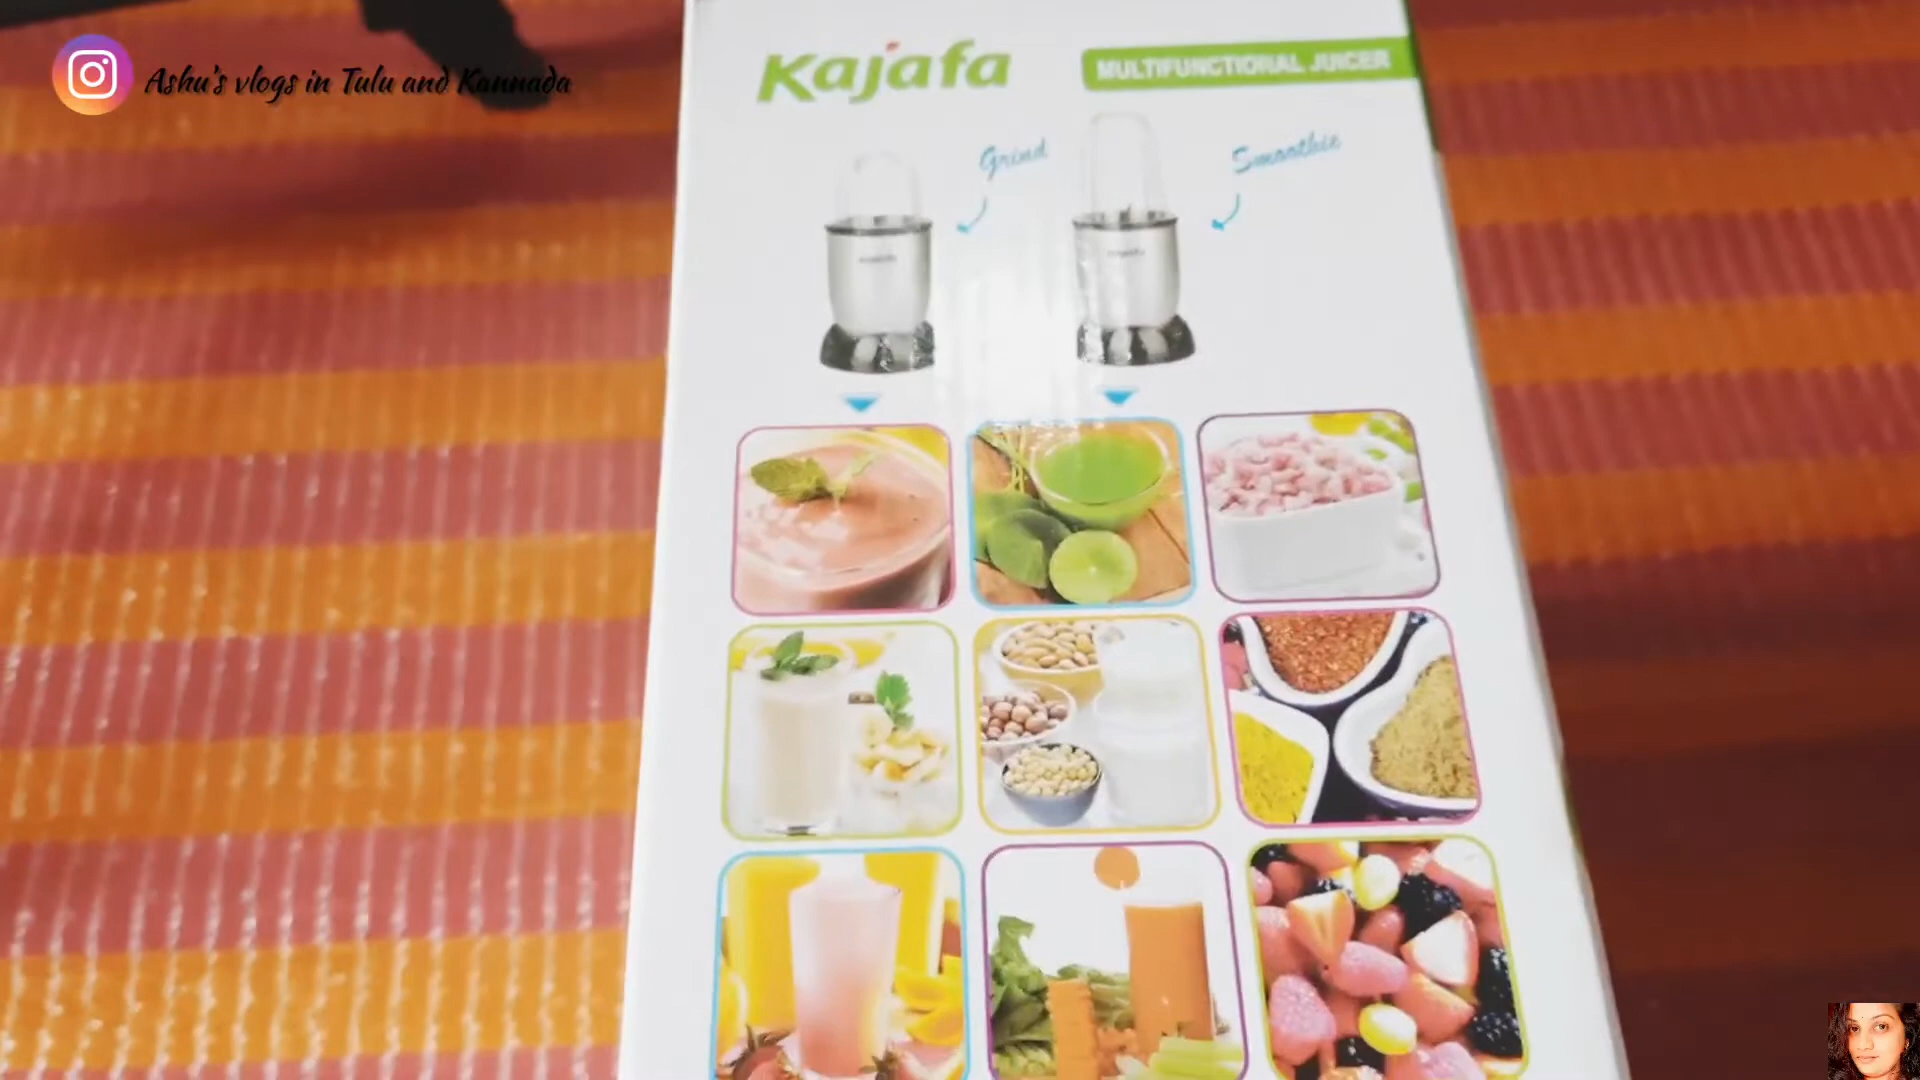 Ashu's vlogs in Tulu and Kannada
Kajafa
MULTIFUNCTIONAL JUICER
Grind
Smoothie